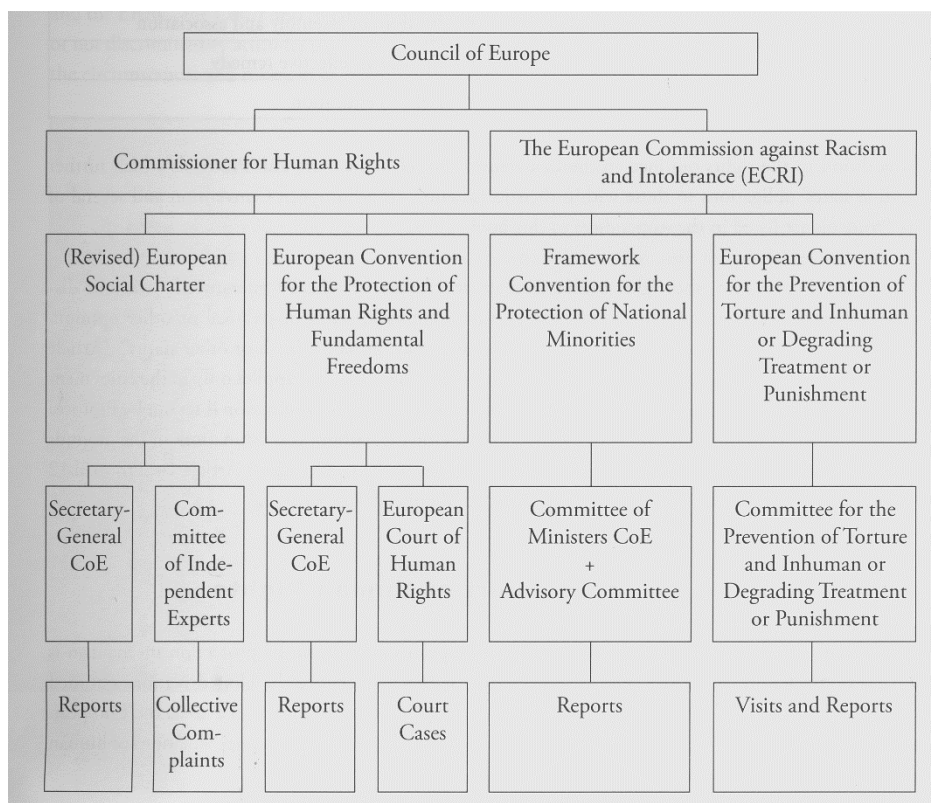 Council of Europe
Commissioner for Human Rights
The European Commission against Racism
and Intolerance (ECRI)
(Revised) European
Social Charter
European Convention
for the Protection of
Human Rights and
Fundamental
Freedoms
Framework
Convention for the
Protection of National
Minorities
European Convention
for the Prevention of
Torture and Inhuman
or Degrading
Treatment or
Punishment
Secretary-
General
CoE
Com-
mittee
of Inde-
pendent
Experts
Secretary-
General
CoE
European
Court of
Human
Rights
Committee of
Ministers CoE
+
Advisory Committee
Committee for the
Prevention of Torture
and Inhuman or
Degrading Treatment
or Punishment
Reports
Collective
Com-
plaints
Reports
Court
Cases
Reports
Visits and Reports